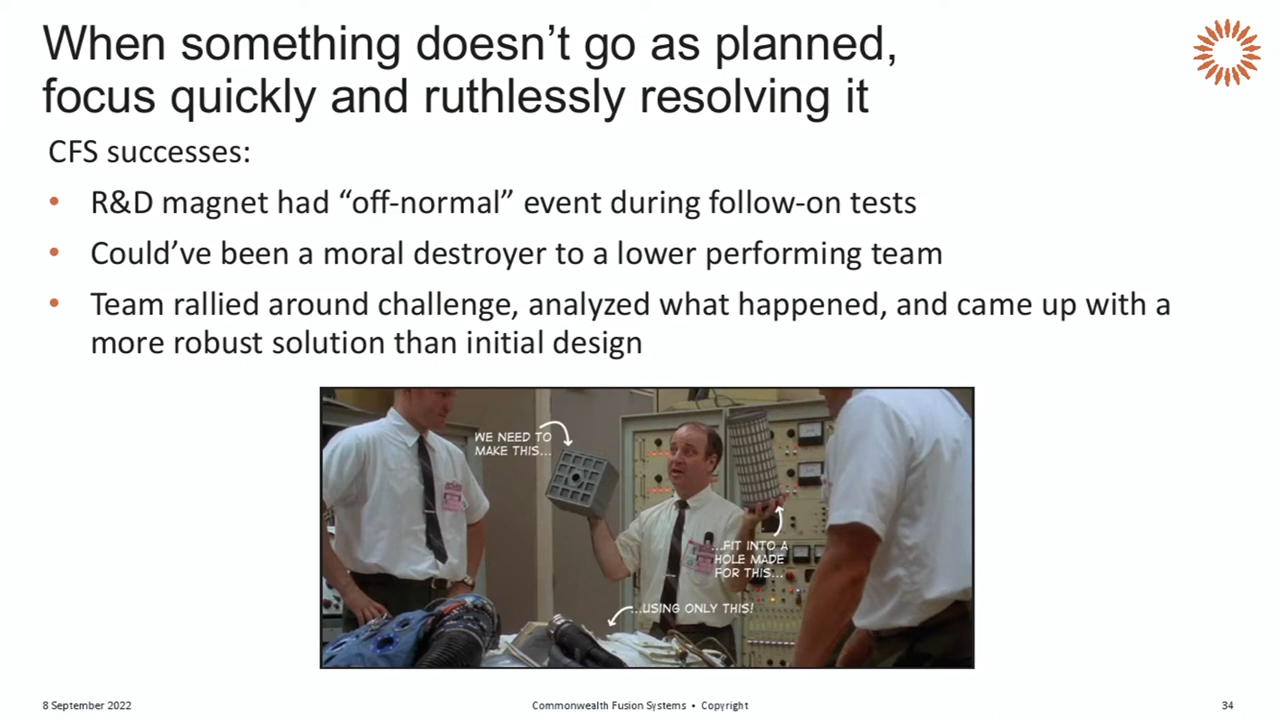 When something doesn’t go as planned,
focus quickly and ruthlessly resolving it
CFS successes:
• R&D magnet had “off-normal” event during follow-on tests
• Could’ve been a moral destroyer to a lower performing team
• Team rallied around challenge, analyzed what happened, and came up with a
more robust solution than initial design
WE NEED TO
MAKE THIS...
...FIT INTO A
HOLE MADE
FOR THIS...
...USING ONLY THIS!
8 September 2022
Commonwealth Fusion Systems • Copyright
34